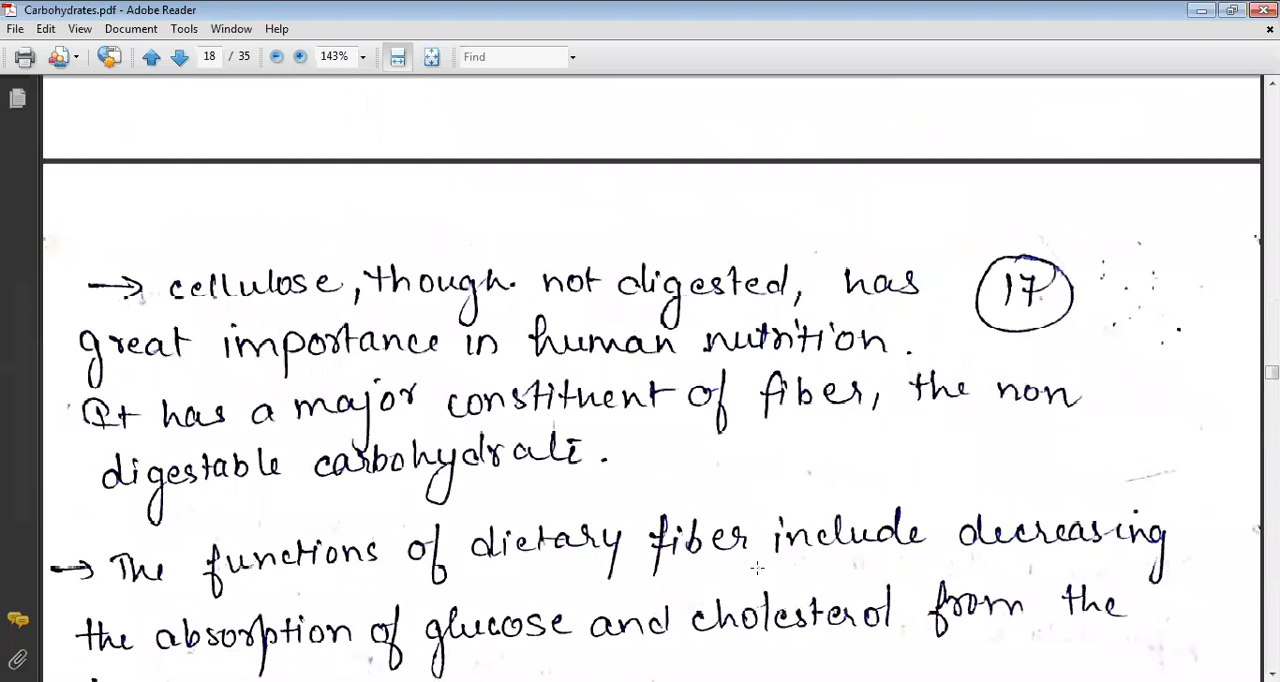 Carbohydrates.pdf - Adobe Reader
File Edit View Document Tools Window Help
18 / 35 143% Find
→ cellulose, though not digested, has 17
great importance in human nutrition.
It has a major constituent of fiber, the non
digestable carbohydrate.
→ The functions of dietary fiber include decreasing
the absorption of glucose and cholesterol from the